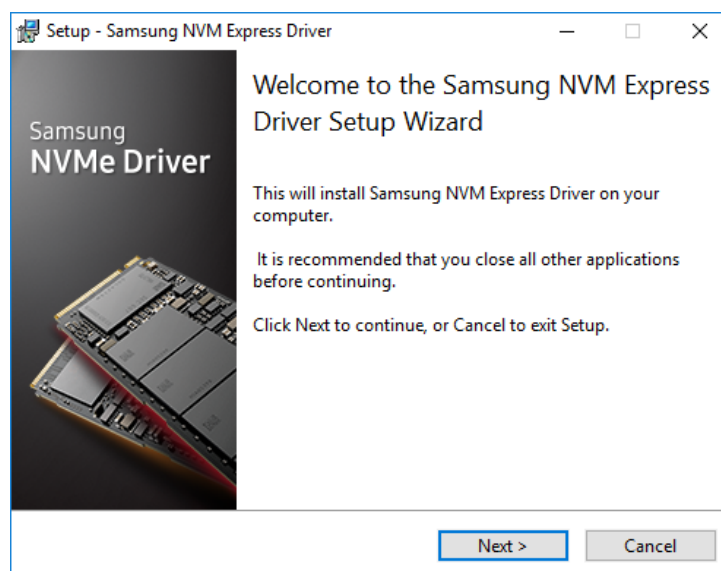 Setup - Samsung NVM Express Driver
Samsung
NVMe Driver
Welcome to the Samsung NVM Express
Driver Setup Wizard
This will install Samsung NVM Express Driver on your
computer.
It is recommended that you close all other applications
before continuing.
Click Next to continue, or Cancel to exit Setup.
Next >
Cancel